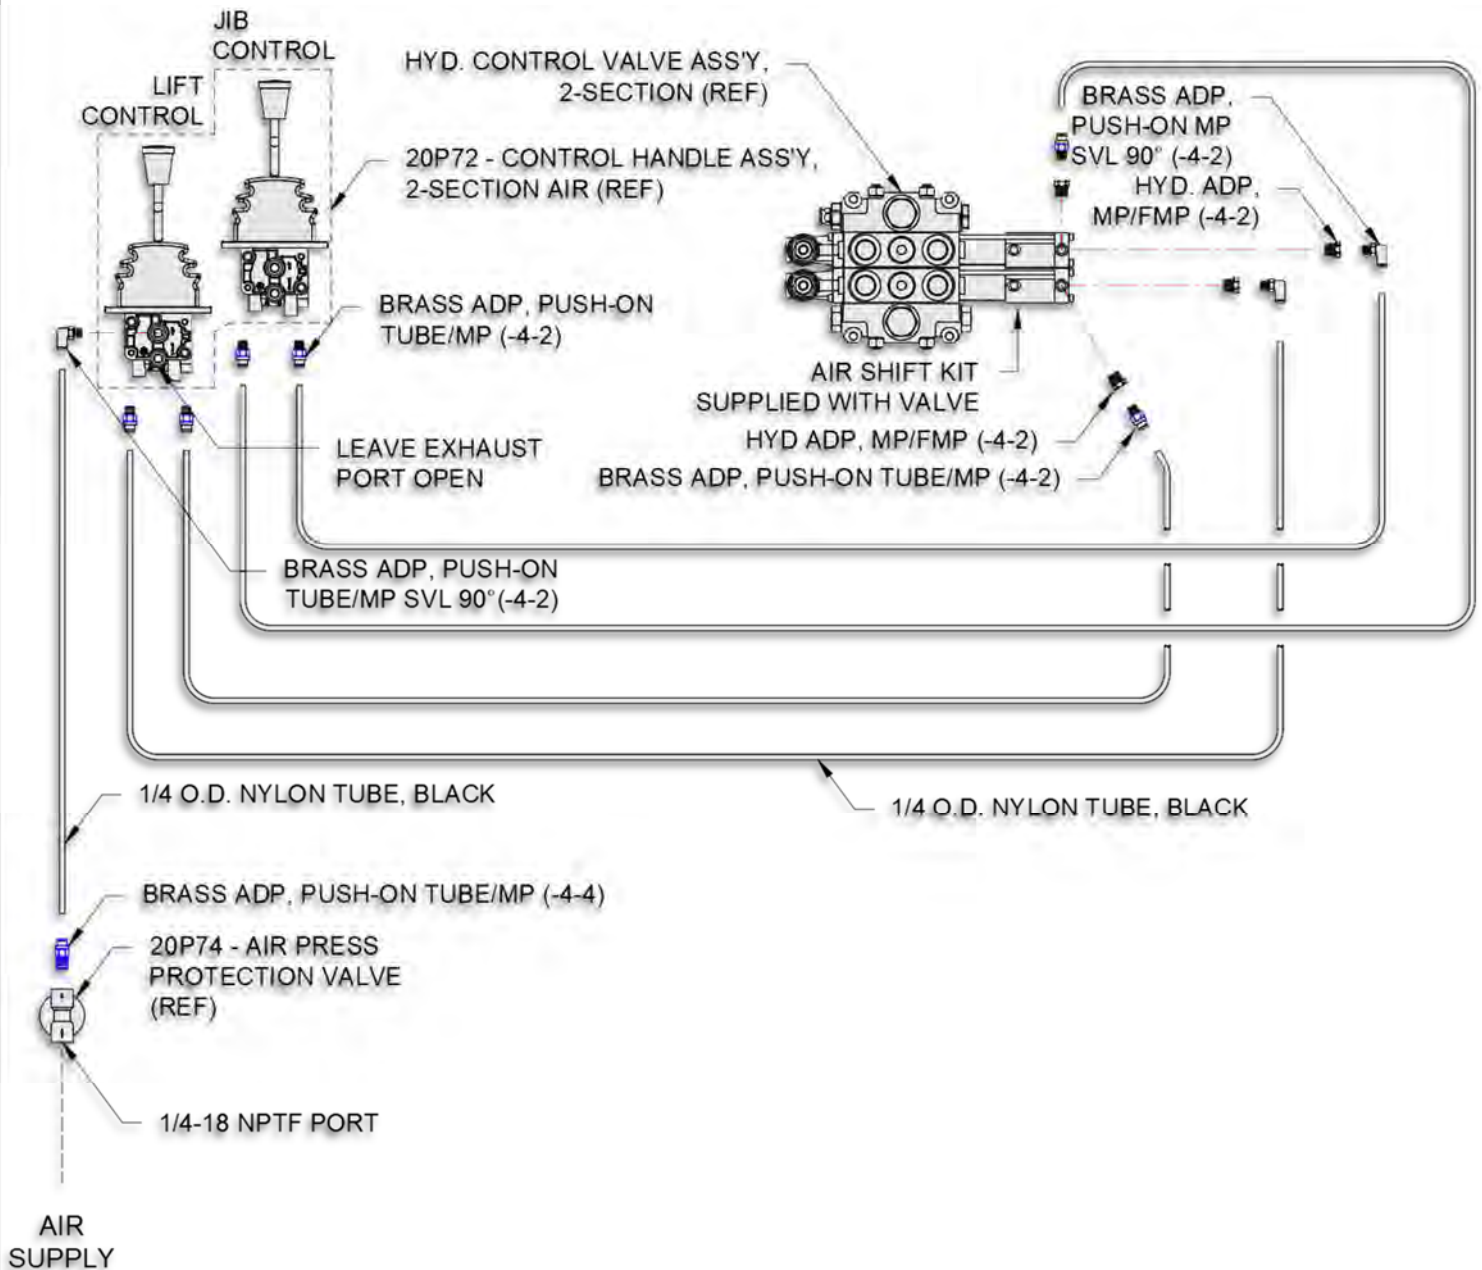 JIB
CONTROL
LIFT
CONTROL
HYD. CONTROL VALVE ASS'Y,
2-SECTION (REF)
20P72 - CONTROL HANDLE ASS'Y,
2-SECTION AIR (REF)
BRASS ADP,
PUSH-ON MP
SVL 90° (-4-2)
HYD. ADP,
MP/FMP (-4-2)
BRASS ADP, PUSH-ON
TUBE/MP (-4-2)
AIR SHIFT KIT
SUPPLIED WITH VALVE
HYD ADP, MP/FMP (-4-2)
BRASS ADP, PUSH-ON TUBE/MP (-4-2)
LEAVE EXHAUST
PORT OPEN
BRASS ADP, PUSH-ON
TUBE/MP SVL 90°(-4-2)
1/4 O.D. NYLON TUBE, BLACK
1/4 O.D. NYLON TUBE, BLACK
BRASS ADP, PUSH-ON TUBE/MP (-4-4)
20P74 - AIR PRESS
PROTECTION VALVE
(REF)
1/4-18 NPTF PORT
AIR
SUPPLY